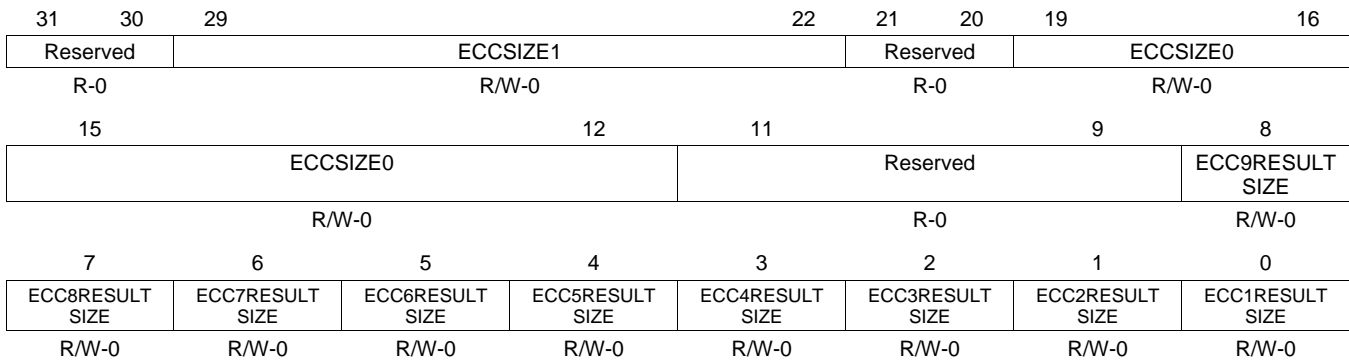 31 30 29 22 21 20 19 16
Reserved ECCSIZE1 Reserved ECCSIZE0
R-0 R/W-0 R-0 R/W-0
15 12 11 9 8
ECCSIZE0 Reserved ECC9RESULT
SIZE
R/W-0 R-0 R/W-0
7 6 5 4 3 2 1 0
ECC8RESULT ECC7RESULT ECC6RESULT ECC5RESULT ECC4RESULT ECC3RESULT ECC2RESULT ECC1RESULT
SIZE SIZE SIZE SIZE SIZE SIZE SIZE SIZE
R/W-0 R/W-0 R/W-0 R/W-0 R/W-0 R/W-0 R/W-0 R/W-0